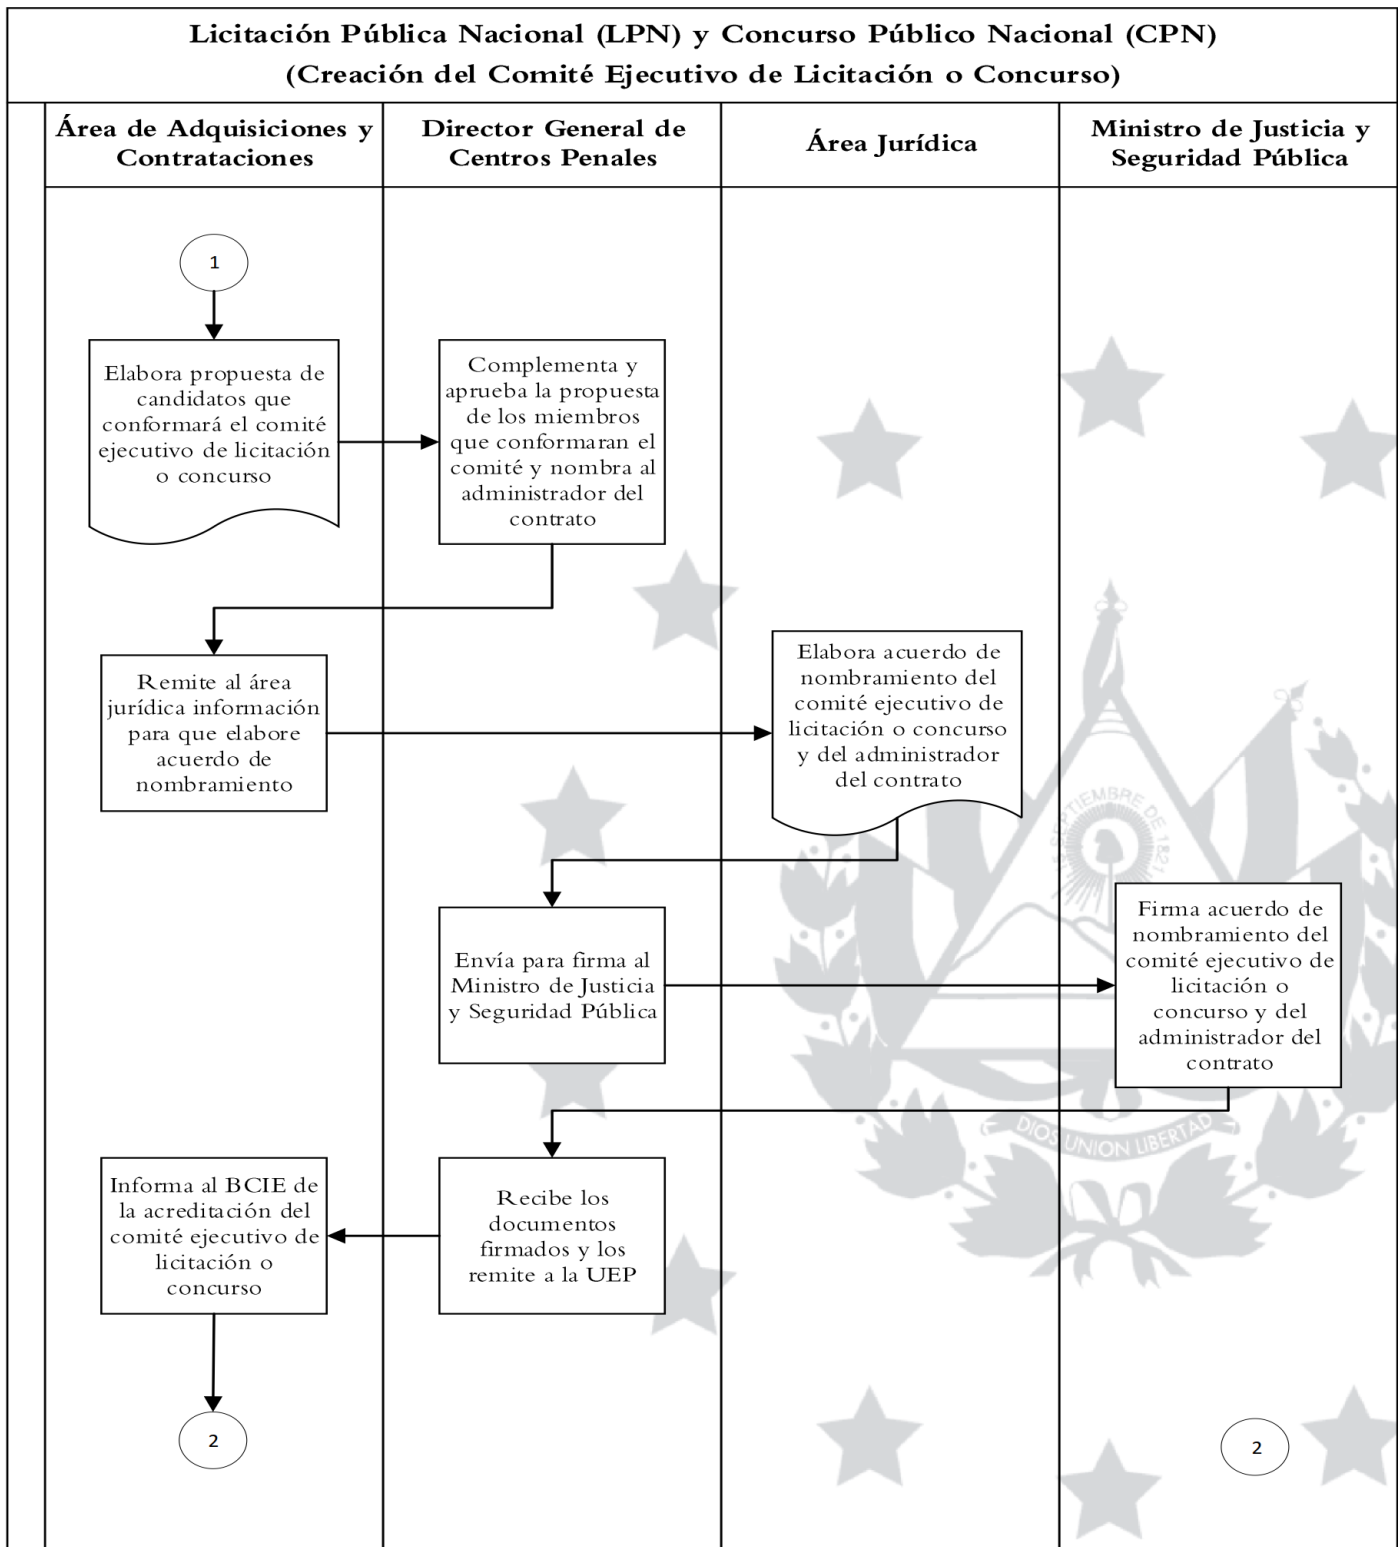 Licitación Pública Nacional (LPN) y Concurso Público Nacional (CPN)
(Creación del Comité Ejecutivo de Licitación o Concurso)
Área de Adquisiciones y
Contrataciones
Director General de
Centros Penales
Área Jurídica
Ministro de Justicia y
Seguridad Pública
1
Elabora propuesta de
candidatos que
conformará el comité
ejecutivo de licitación
o concurso
Complementa y
aprueba la propuesta
de los miembros
que conformaran el
comité y nombra al
administrador del
contrato
Remite al área
jurídica información
para que elabore
acuerdo de
nombramiento
Elabora acuerdo de
nombramiento del
comité ejecutivo de
licitación o concurso
y del administrador
del contrato
Envía para firma al
Ministro de Justicia
y Seguridad Pública
Firma acuerdo de
nombramiento del
comité ejecutivo de
licitación o
concurso y del
administrador del
contrato
Recibe los
documentos
firmados y los
remite a la UEP
Informa al BCIE de
la acreditación del
comité ejecutivo de
licitación o
concurso
2
2
SEPTIEMBRE DE 1821
DIOS UNION LIBERTAD